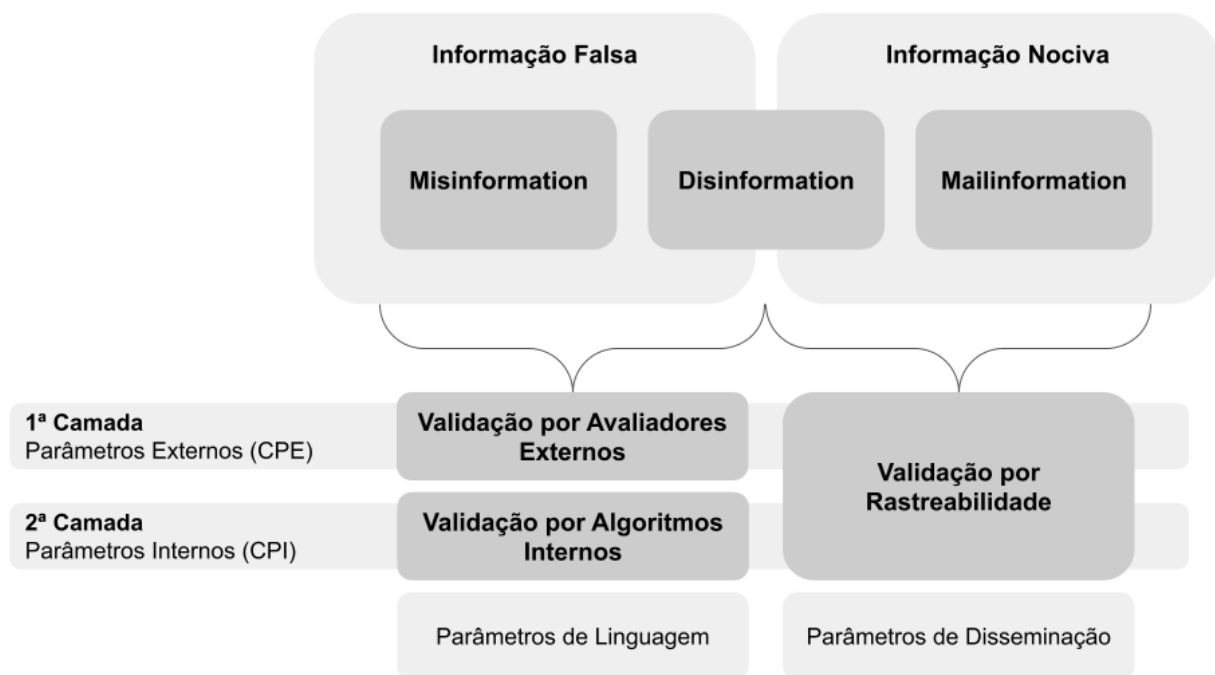 Informação Falsa
Informação Nociva
Misinformation
Disinformation
Mailinformation
1ª Camada
Parâmetros Externos (CPE)
Validação por Avaliadores
Externos
Validação por
Rastreabilidade
2ª Camada
Parâmetros Internos (CPI)
Validação por Algoritmos
Internos
Parâmetros de Linguagem
Parâmetros de Disseminação